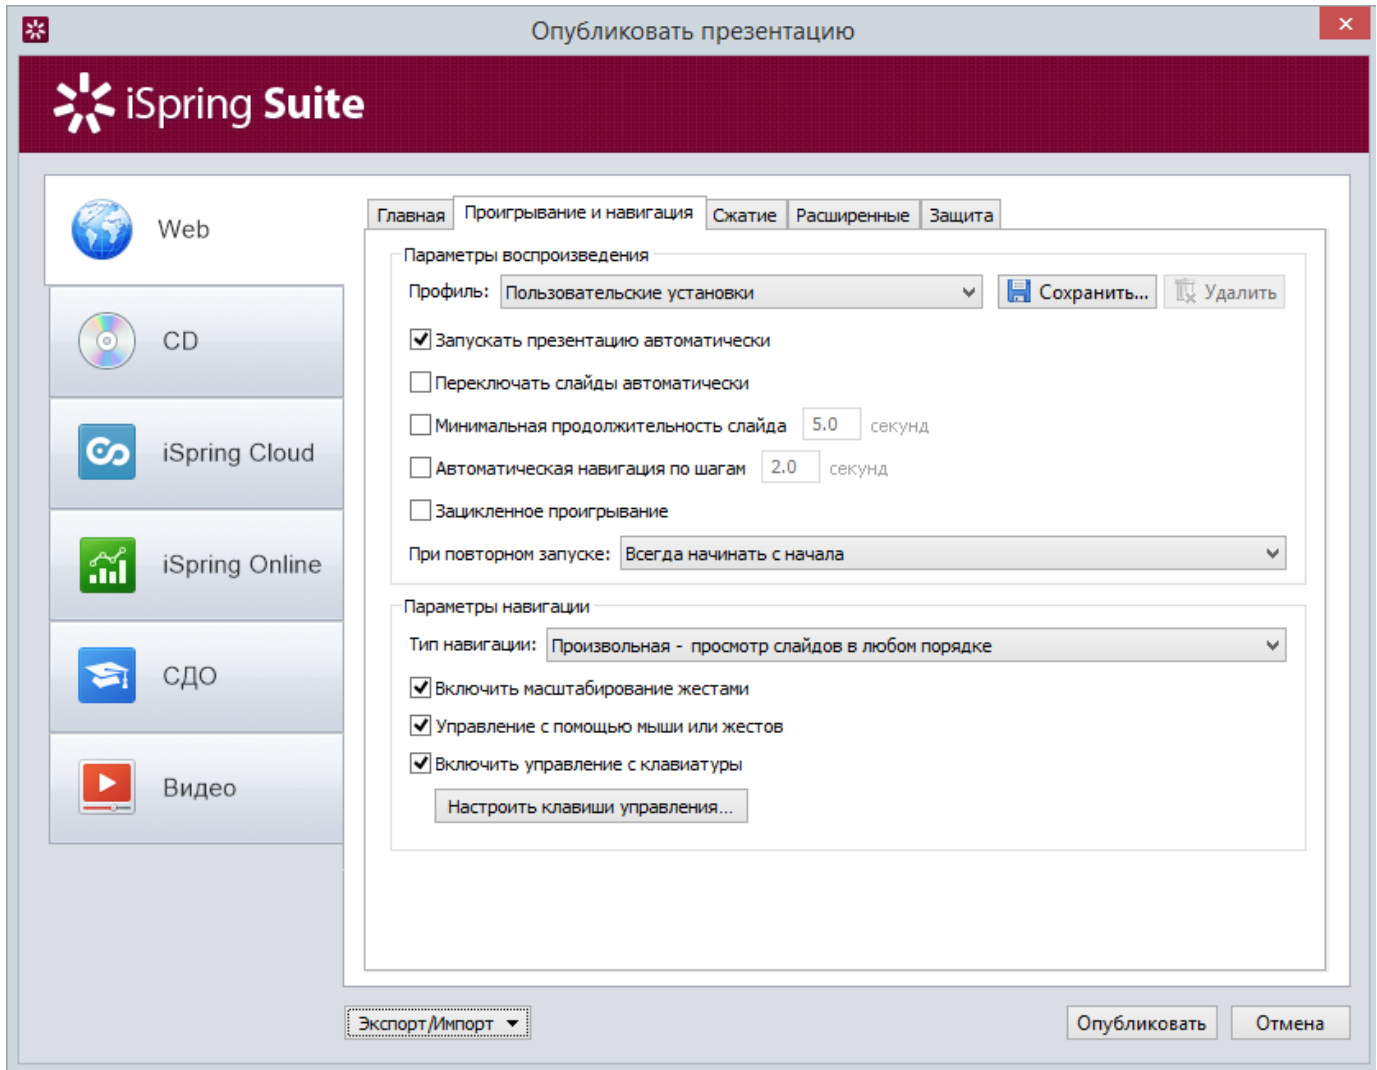 Опубликовать презентацию
iSpring Suite
Web
CD
iSpring Cloud
iSpring Online
СДО
Видео
Главная Проигрывание и навигация Сжатие Расширенные Защита
Параметры воспроизведения
Профиль: Пользовательские установки Сохранить... Удалить
Запускать презентацию автоматически
Переключать слайды автоматически
Минимальная продолжительность слайда 5.0 секунд
Автоматическая навигация по шагам 2.0 секунд
Зацикленное проигрывание
При повторном запуске: Всегда начинать с начала
Параметры навигации
Тип навигации: Произвольная - просмотр слайдов в любом порядке
Включить масштабирование жестами
Управление с помощью мыши или жестов
Включить управление с клавиатуры
Настроить клавиши управления...
Экспорт/Импорт Опубликовать Отмена